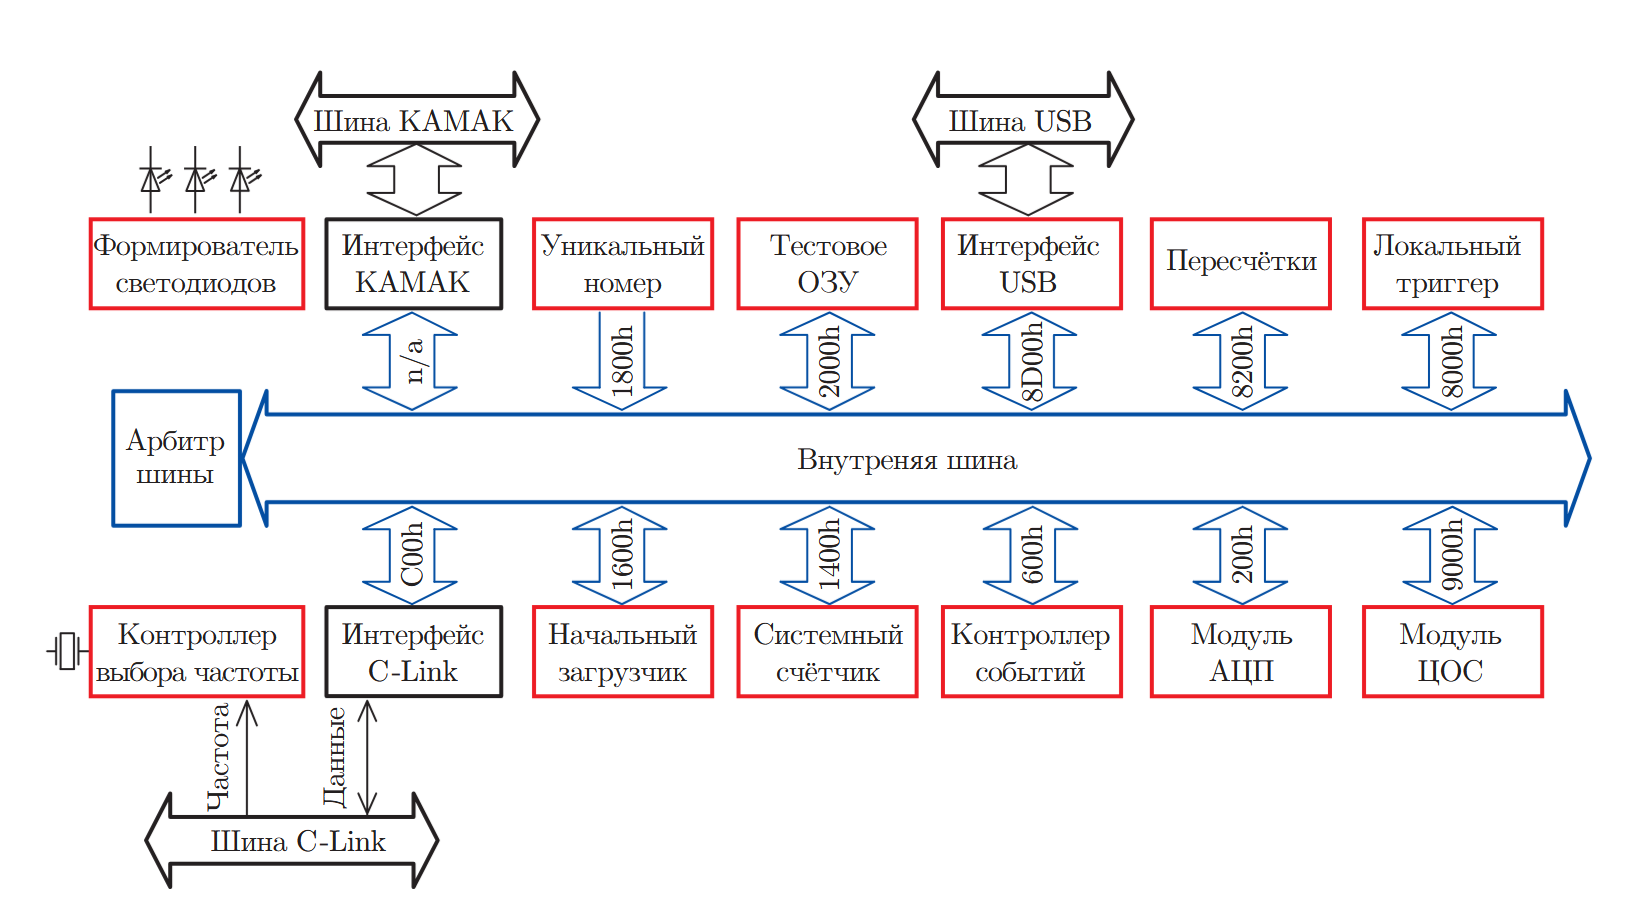 Шина KAMAK
Шина USB
Формирователь
светодиодов
Интерфейс
KAMAK
Уникальный
номер
Тестовое
ОЗУ
Интерфейс
USB
Пересчётки
Локальный
триггер
n/a
1800h
2000h
8D00h
8200h
8000h
Арбитр
шины
Внутреняя шина
C00h
1600h
1400h
600h
200h
9000h
Контроллер
выбора частоты
Интерфейс
C-Link
Начальный
загрузчик
Системный
счётчик
Контроллер
событий
Модуль
АЦП
Модуль
ЦОС
Частота
Данные
Шина C-Link